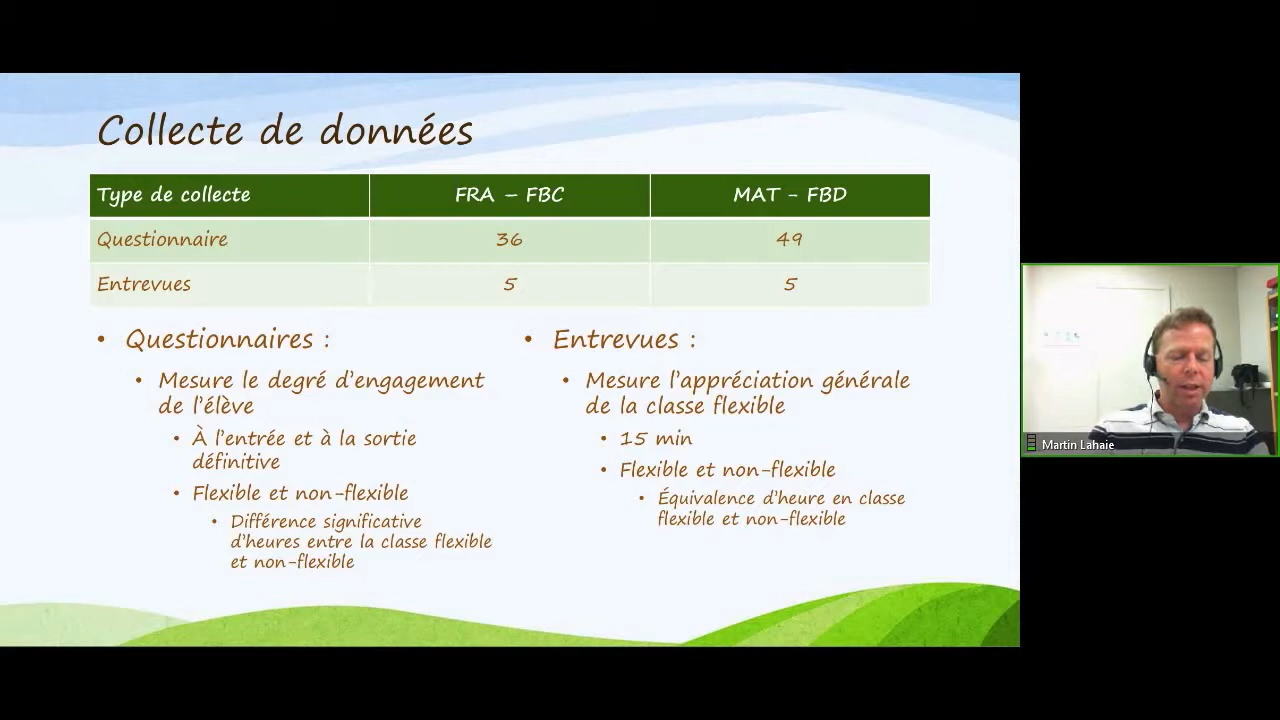 Collecte de données
Type de collecte FRA – FBC MAT - FBD
Questionnaire 36 49
Entrevues 5 5
• Questionnaires :
• Mesure le degré d'engagement
de l'élève
• À l'entrée et à la sortie
définitive
• Flexible et non-flexible
• Différence significative
d'heures entre la classe flexible
et non-flexible
• Entrevues :
• Mesure l'appréciation générale
de la classe flexible
• 15 min
• Flexible et non-flexible
• Équivalence d'heure en classe
flexible et non-flexible
Martin Lahaie